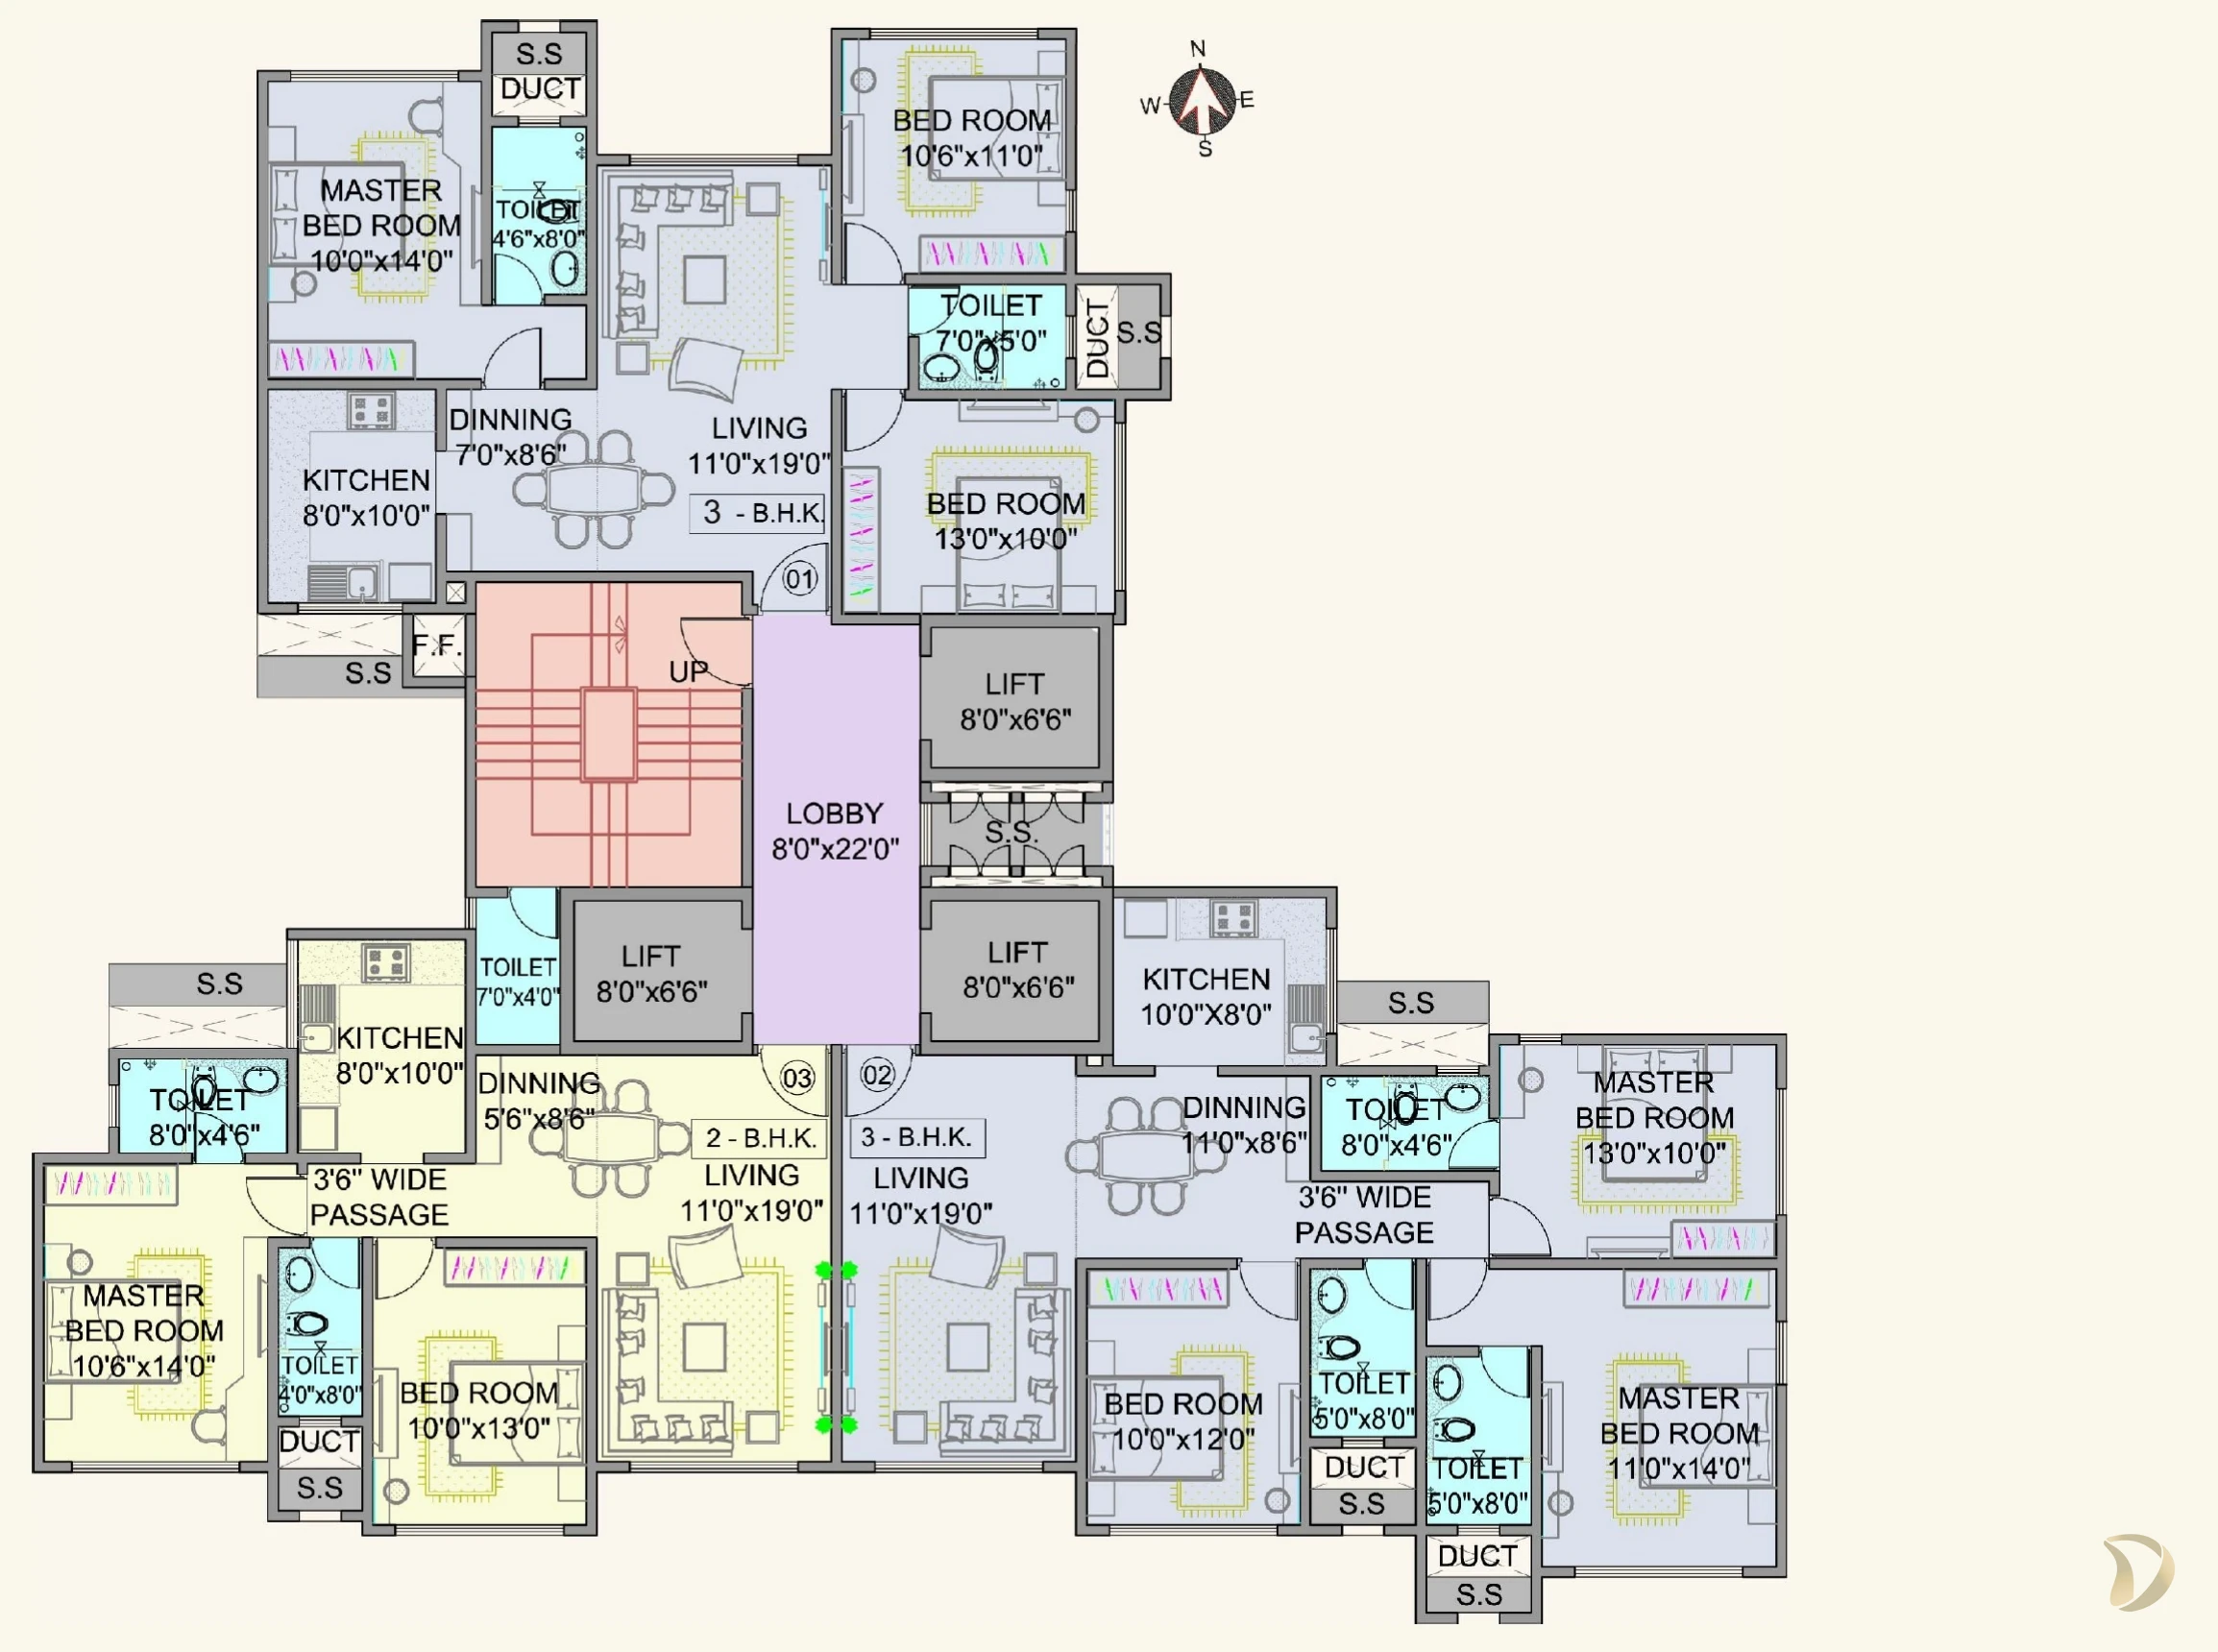 S.S
DUCT
N
W
E
S
BED ROOM
10'6"x11'0"
MASTER
BED ROOM
10'0"x14'0"
TOILET
4'6"x8'0"
TOILET
7'0"x5'0"
DUCT
S.S
DINNING
7'0"x8'6"
LIVING
11'0"x19'0"
3 - B.H.K.
KITCHEN
8'0"x10'0"
BED ROOM
13'0"x10'0"
01
F.F.
S.S
UP
LIFT
8'0"x6'6"
LOBBY
8'0"x22'0"
S.S.
TOILET
7'0"x4'0"
LIFT
8'0"x6'6"
LIFT
8'0"x6'6"
KITCHEN
10'0"X8'0"
S.S
S.S
KITCHEN
8'0"x10'0"
TOILET
8'0"x4'6"
DINNING
5'6"x8'6"
03
02
2 - B.H.K.
LIVING
11'0"x19'0"
3 - B.H.K.
LIVING
11'0"x19'0"
DINNING
11'0"x8'6"
TOILET
8'0"x4'6"
MASTER
BED ROOM
13'0"x10'0"
3'6" WIDE
PASSAGE
3'6" WIDE
PASSAGE
MASTER
BED ROOM
10'6"x14'0"
TOILET
4'0"x8'0"
DUCT
S.S
BED ROOM
10'0"x13'0"
BED ROOM
10'0"x12'0"
TOILET
5'0"x8'0"
DUCT
S.S
TOILET
5'0"x8'0"
DUCT
S.S
MASTER
BED ROOM
11'0"x14'0"